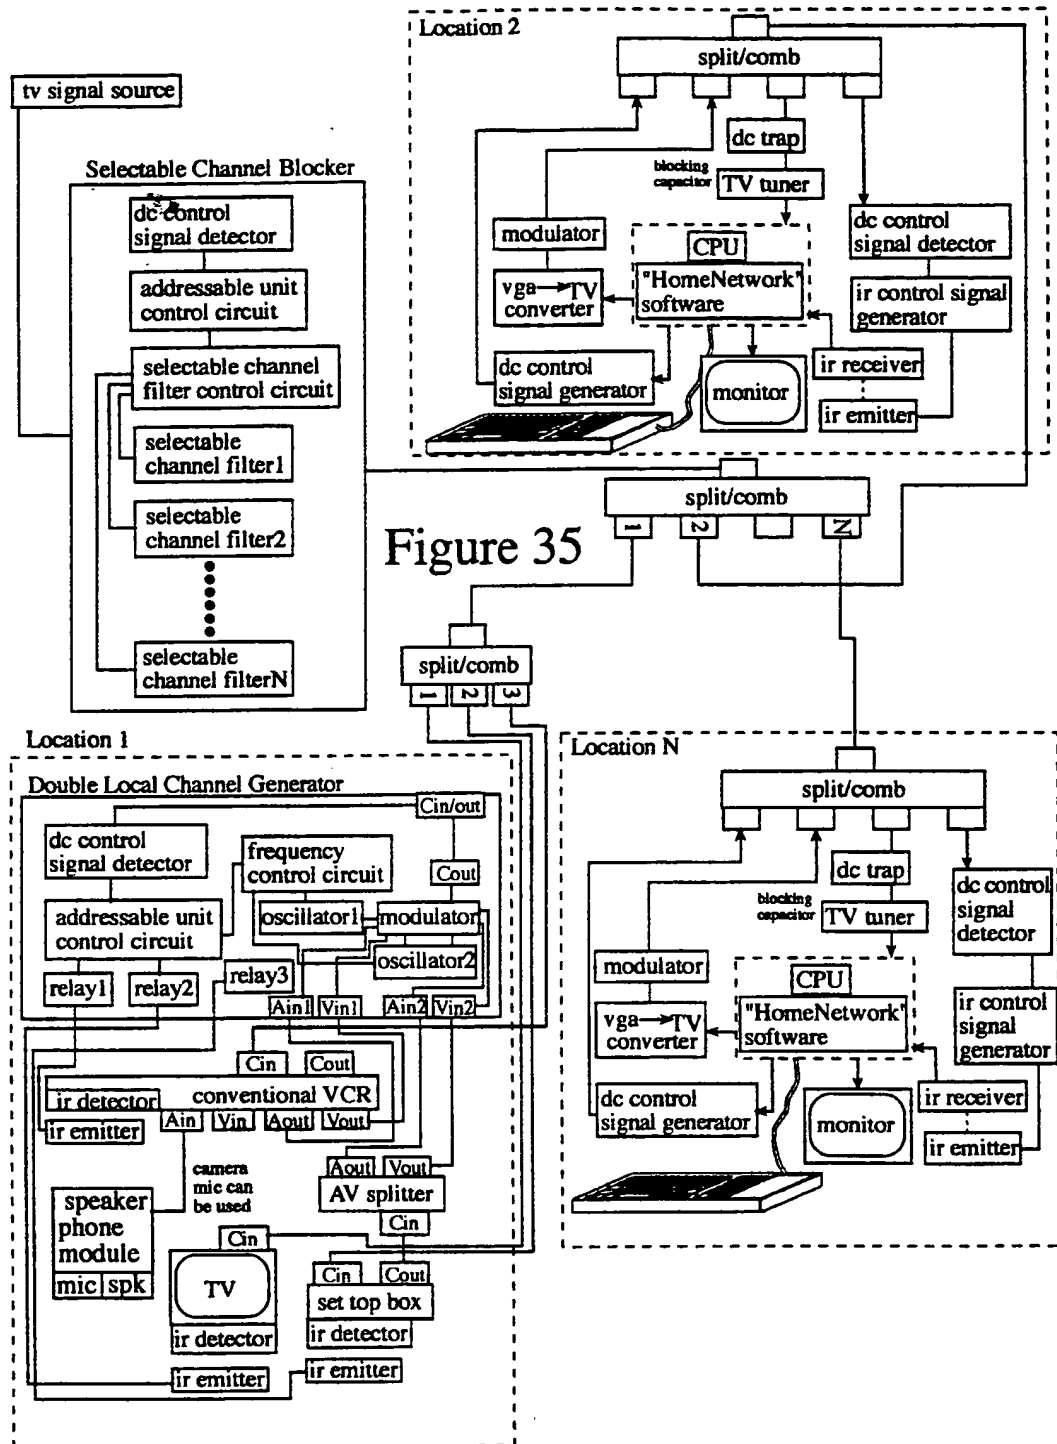 Location 2
split/comb
tv signal source
dc trap
blocking
capacitor
TV tuner
Selectable Channel Blocker
dc control
signal detector
addressable unit
control circuit
selectable channel
filter control circuit
selectable
channel filter1
selectable
channel filter2
selectable
channel filterN
modulator
CPU
"HomeNetwork"
software
vga→TV
converter
dc control
signal detector
ir control signal
generator
dc control
signal generator
monitor
ir receiver
ir emitter
split/comb
1
2
N
Figure 35
split/comb
1
2
3
Location 1
Double Local Channel Generator
Cin/out
dc control
signal detector
frequency
control circuit
Cout
addressable unit
control circuit
oscillator1
modulator
oscillator2
relay1
relay2
relay3
Ain1
Vin1
Ain2
Vin2
Cin
Cout
conventional VCR
ir detector
Ain
Vin
Aout
Vout
ir emitter
camera
mic can
be used
Aout
Vout
AV splitter
Cin
speaker
phone
module
mic
spk
Cin
TV
ir detector
ir emitter
Cin
Cout
set top box
ir detector
ir emitter
Location N
split/comb
dc trap
blocking
capacitor
TV tuner
dc control
signal
detector
modulator
CPU
"HomeNetwork"
software
vga→TV
converter
ir control
signal
generator
dc control
signal generator
monitor
ir receiver
ir emitter